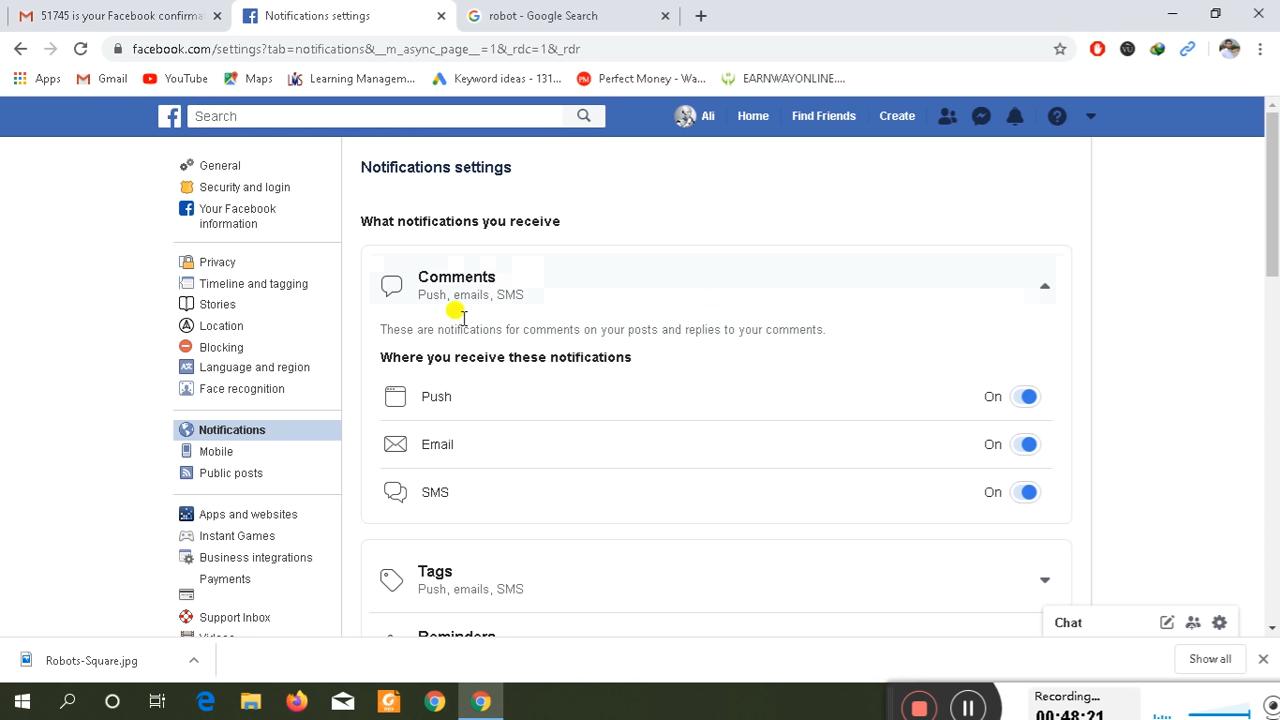 51745 is your Facebook confirma
Notifications settings
robot - Google Search
facebook.com/settings?tab=notifications&__m_async_page__=1&_rdc=1&_rdr
Apps
Gmail
YouTube
Maps
Learning Managem...
Keyword ideas - 131...
Perfect Money - Wa...
EARNWAYONLINE....
Search
Ali
Home
Find Friends
Create
General
Security and login
Your Facebook
information
Privacy
Timeline and tagging
Stories
Location
Blocking
Language and region
Face recognition
Notifications
Mobile
Public posts
Apps and websites
Instant Games
Business integrations
Payments
Support Inbox
Videos
Notifications settings
What notifications you receive
Comments
Push, emails, SMS
These are notifications for comments on your posts and replies to your comments.
Where you receive these notifications
Push
On
Email
On
SMS
On
Tags
Push, emails, SMS
Reminders
Chat
Robots-Square.jpg
Show all
Recording...
00:48:21